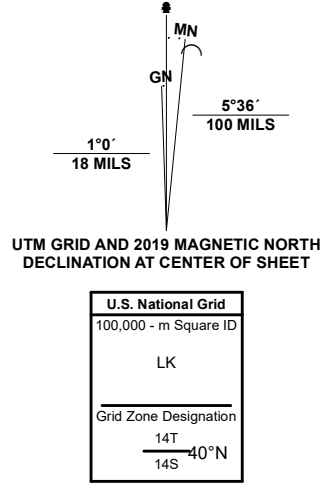 MN
GN
5°36´
100 MILS
1°0´
18 MILS
UTM GRID AND 2019 MAGNETIC NORTH
DECLINATION AT CENTER OF SHEET
U.S. National Grid
100,000 - m Square ID
LK
Grid Zone Designation
14T
40°N
14S